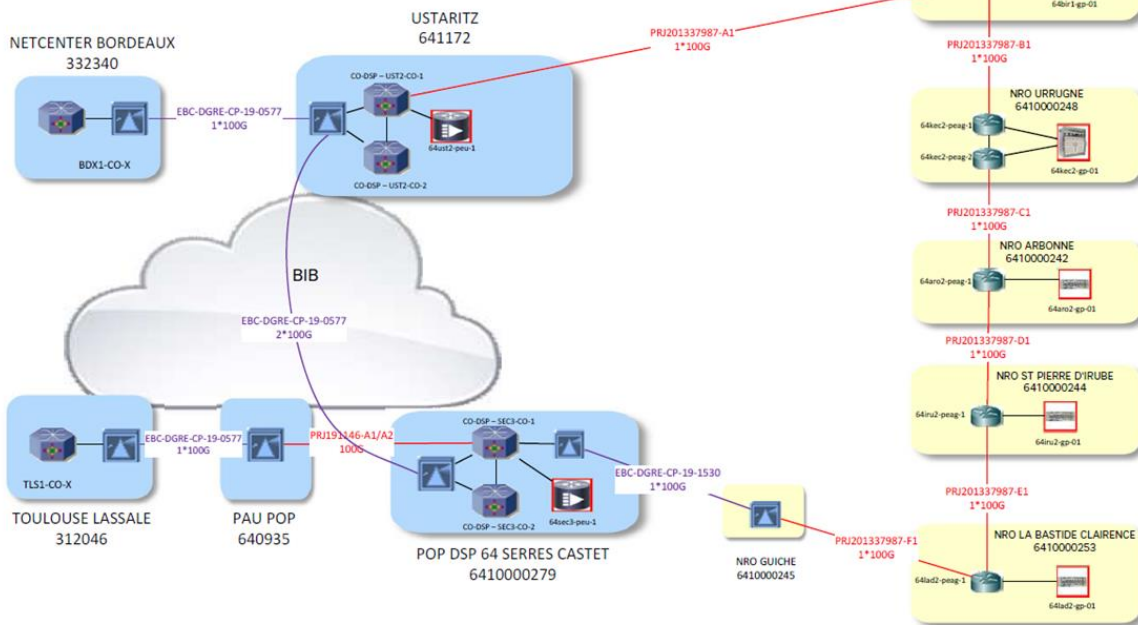 64bir1-gp-01
USTARITZ
641172
PRJ201337987-A1
1*100G
PRJ201337987-B1
1*100G
NETCENTER BORDEAUX
332340
EBC-DGRE-CP-19-0577
1*100G
BDX1-CO-X
CO-DSP – UST2-CO-1
64ust2-peu-1
CO-DSP – UST2-CO-2
NRO URRUGNE
6410000248
64kec2-peag-1
64kec2-peag-2
64kec2-gp-01
PRJ201337987-C1
1*100G
NRO ARBONNE
6410000242
64aro2-peag-1
64aro2-gp-01
BIB
EBC-DGRE-CP-19-0577
2*100G
PRJ201337987-D1
1*100G
NRO ST PIERRE D'IRUBE
6410000244
64iru2-peag-1
64iru2-gp-01
EBC-DGRE-CP-19-0577
1*100G
PRJ191146-A1/A2
100G
TLS1-CO-X
TOULOUSE LASSALE
312046
PAU POP
640935
CO-DSP – SEC3-CO-1
64sec3-peu-1
CO-DSP – SEC3-CO-2
POP DSP 64 SERRES CASTET
6410000279
EBC-DGRE-CP-19-1530
1*100G
PRJ201337987-E1
1*100G
NRO GUICHE
6410000245
PRJ201337987-F1
1*100G
NRO LA BASTIDE CLAIRENCE
6410000253
64lad2-peag-1
64lad2-gp-01